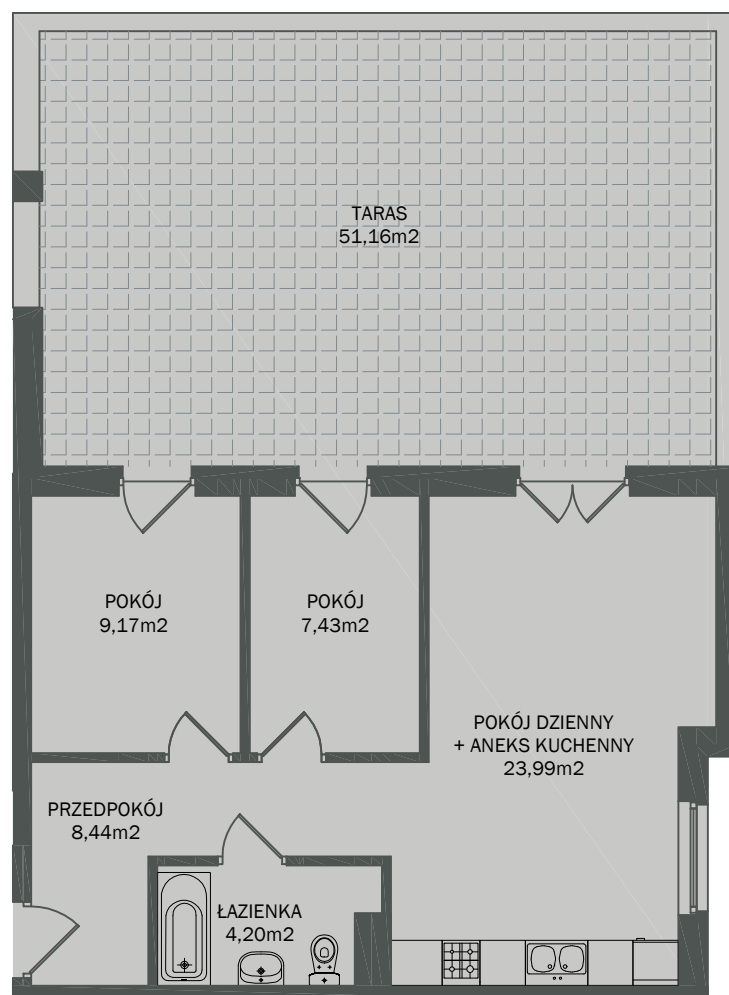 TARAS
51,16m2
POKÓJ
9,17m2
POKÓJ
7,43m2
POKÓJ DZIENNY
+ ANEKS KUCHENNY
23,99m2
PRZEDPOKÓJ
8,44m2
ŁAZIENKA
4,20m2